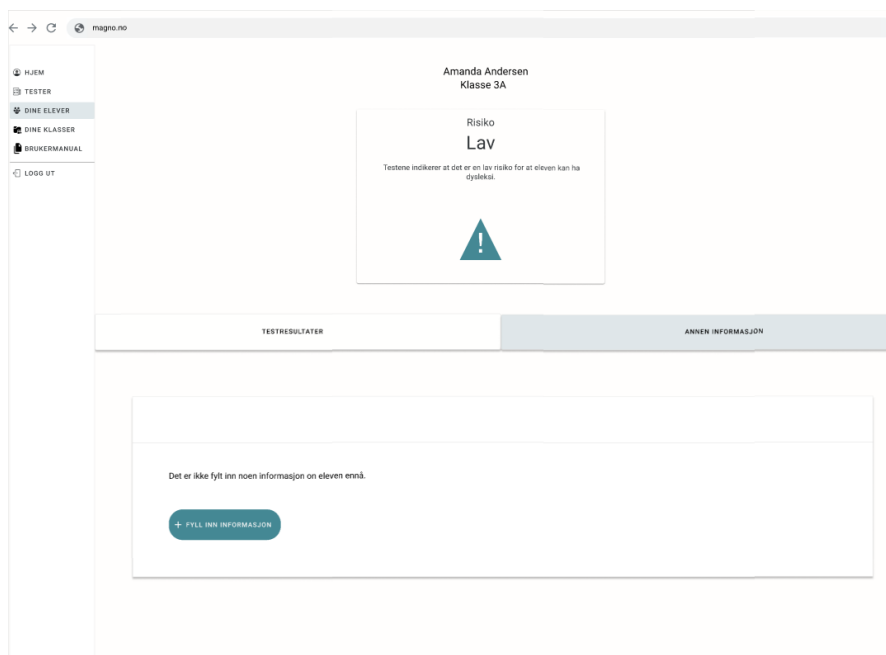 magno.no
HJEM
TESTER
DINE ELEVER
DINE KLASSER
BRUKERMANUAL
LOGG UT
Amanda Andersen
Klasse 3A
Risiko
Lav
Testene indikerer at det er en lav risiko for at eleven kan ha
dysleksi.
!
TESTRESULTATER
ANNEN INFORMASJON
Det er ikke fylt inn noen informasjon on eleven ennå.
+ FYLL INN INFORMASJON